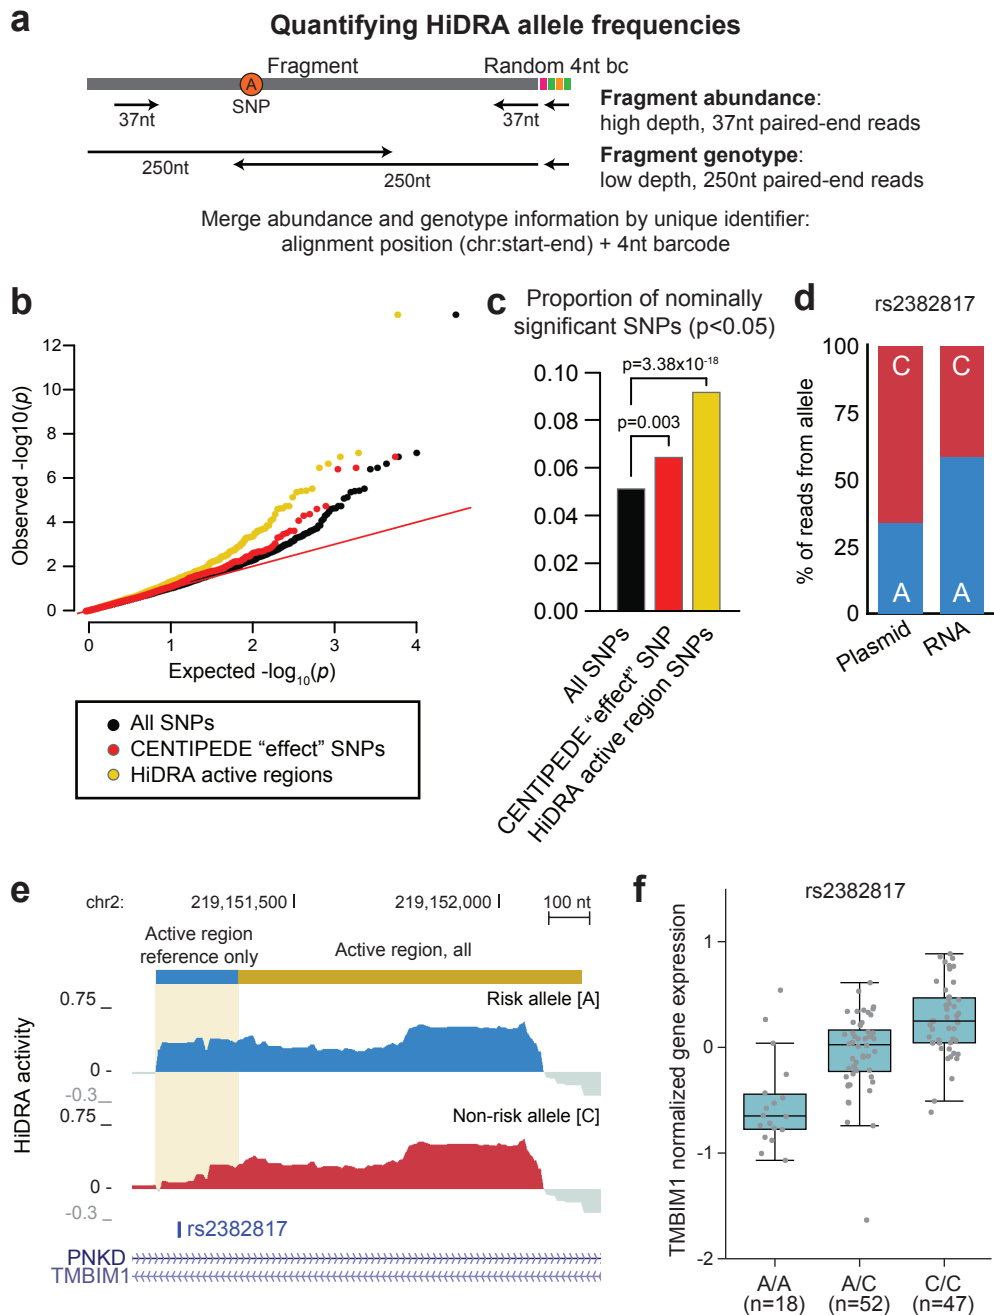 a
Quantifying HiDRA allele frequencies
Fragment
Random 4nt bc
A
SNP
37nt
37nt
Fragment abundance:
high depth, 37nt paired-end reads
250nt
250nt
Fragment genotype:
low depth, 250nt paired-end reads
Merge abundance and genotype information by unique identifier:
alignment position (chr:start-end) + 4nt barcode
b
Observed -log10(p)
12
10
8
6
4
2
0
0
1
2
3
4
Expected -log10(p)
All SNPs
CENTIPEDE “effect” SNPs
HiDRA active regions
c
Proportion of nominally
significant SNPs (p<0.05)
p=3.38x10-18
p=0.003
0.10
0.08
0.06
0.04
0.02
0.00
All SNPs
CENTIPEDE “effect” SNP
HiDRA active region SNPs
d
rs2382817
% of reads from allele
100
75
50
25
0
C
C
A
A
Plasmid
RNA
e
chr2:
219,151,500
219,152,000
100 nt
Active region
reference only
Active region, all
HiDRA activity
0.75
Risk allele [A]
0
-0.3
0.75
Non-risk allele [C]
0
-0.3
rs2382817
PNKD
TMBIM1
f
rs2382817
TMBIM1 normalized gene expression
1
0
-1
-2
A/A
(n=18)
A/C
(n=52)
C/C
(n=47)